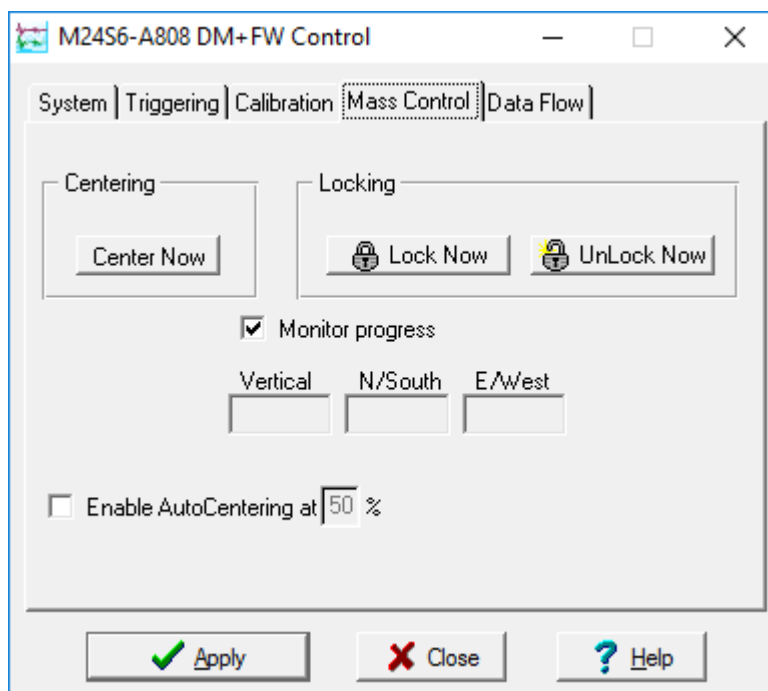 M24S6-A808 DM+FW Control
System Triggering Calibration Mass Control Data Flow
Centering Locking
Center Now Lock Now UnLock Now
Monitor progress
Vertical N/South E/West
Enable AutoCentering at 50 %
Apply Close Help